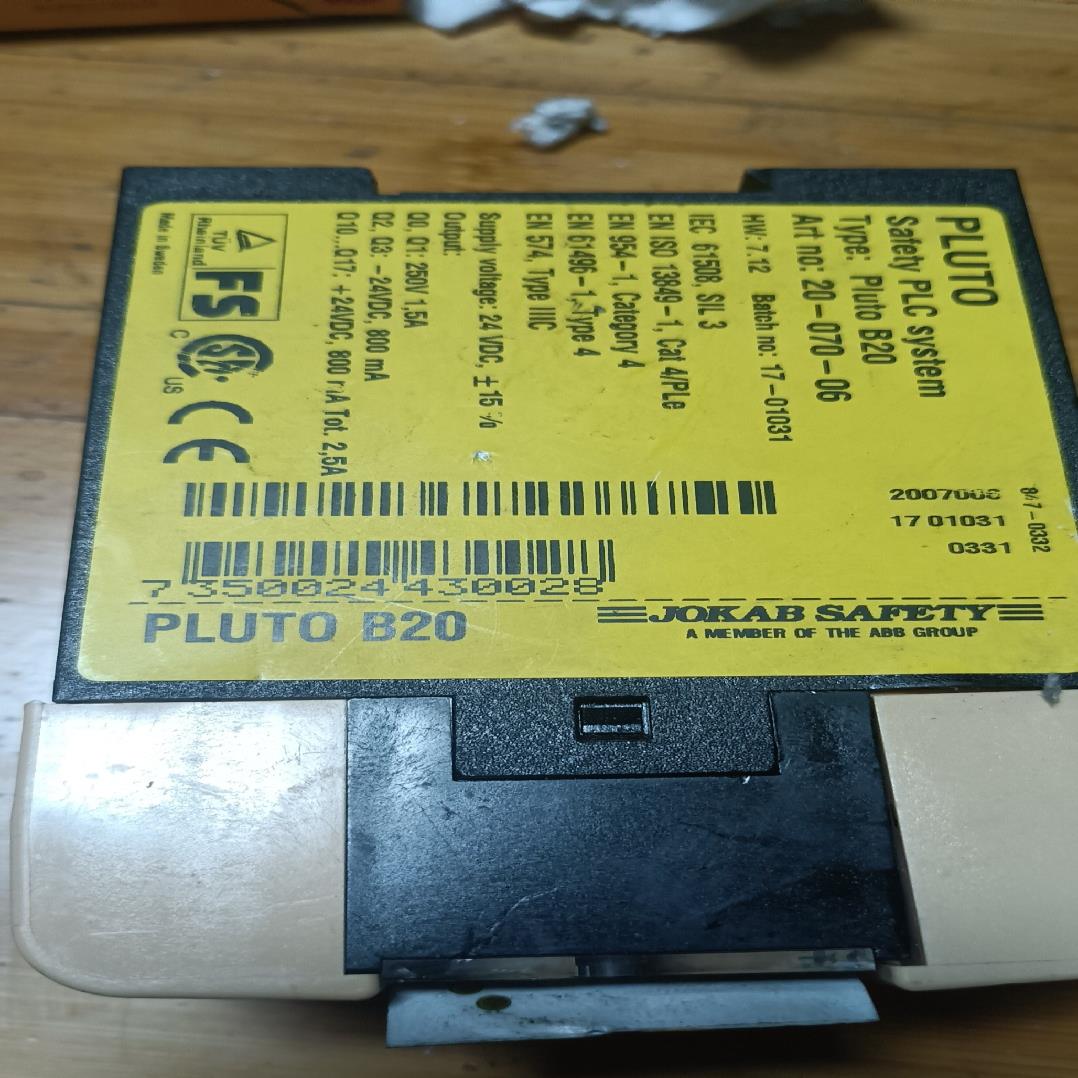 PLUTO
Safety PLC system
Type: Pluto B20
Art no: 20-070-06
HW: 7.12 Batch no: 17-01031
IEC 61508, SIL 3
EN ISO 13849-1, Cat 4/PLe
EN 954-1, Category 4
EN 61496-1, Type 4
EN 574, Type IIIC
Supply voltage: 24 VDC, ±15%
Output:
Q0, Q1: 250V 1,5A
Q2, Q3: -24VDC, 800 mA
Q10...Q17: +24VDC, 800 mA Tot. 2,5A
TÜV
Rheinland
FS
C US
CE
Made in Sweden
2007006
17 01031
0331
847-0332
7 350024 430028
PLUTO B20
JOKAB SAFETY
A MEMBER OF THE ABB GROUP